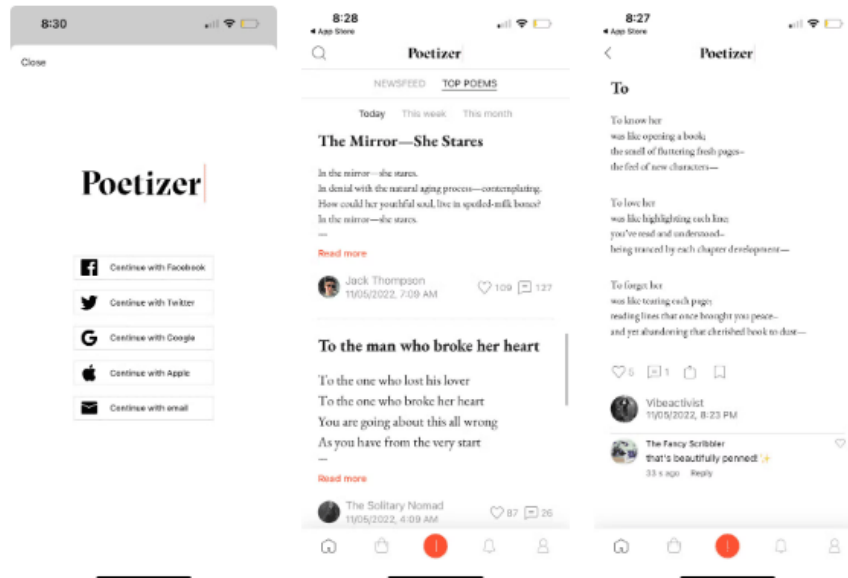 8:30
Close
Poetizer
Continue with Facebook
Continue with Twitter
Continue with Google
Continue with Apple
Continue with email
8:28
App Store
Poetizer
NEWSFEED TOP POEMS
Today This week This month
The Mirror—She Stares
In the mirror—she stares.
In denial with the natural aging process—contemplating.
How could her youthful soul, live in spoiled-milk bones?
In the mirror—she stares.
—
Read more
Jack Thompson
11/05/2022, 7:09 AM
109 127
To the man who broke her heart
To the one who lost his lover
To the one who broke her heart
You are going about this all wrong
As you have from the very start
—
Read more
The Solitary Nomad
11/05/2022, 4:09 AM
87 26
8:27
App Store
Poetizer
To
To know her
was like opening a book;
the smell of fluttering fresh pages–
the feel of new characters—
To love her
was like highlighting each line;
you've read and understood–
being tranced by each chapter development—
To forget her
was like tearing each page;
reading lines that once brought you peace–
and yet abandoning that cherished book to dust—
5 1
Vibeactivist
11/05/2022, 8:23 PM
The Fancy Scribbler
that's beautifully penned!✨
33 s ago Reply